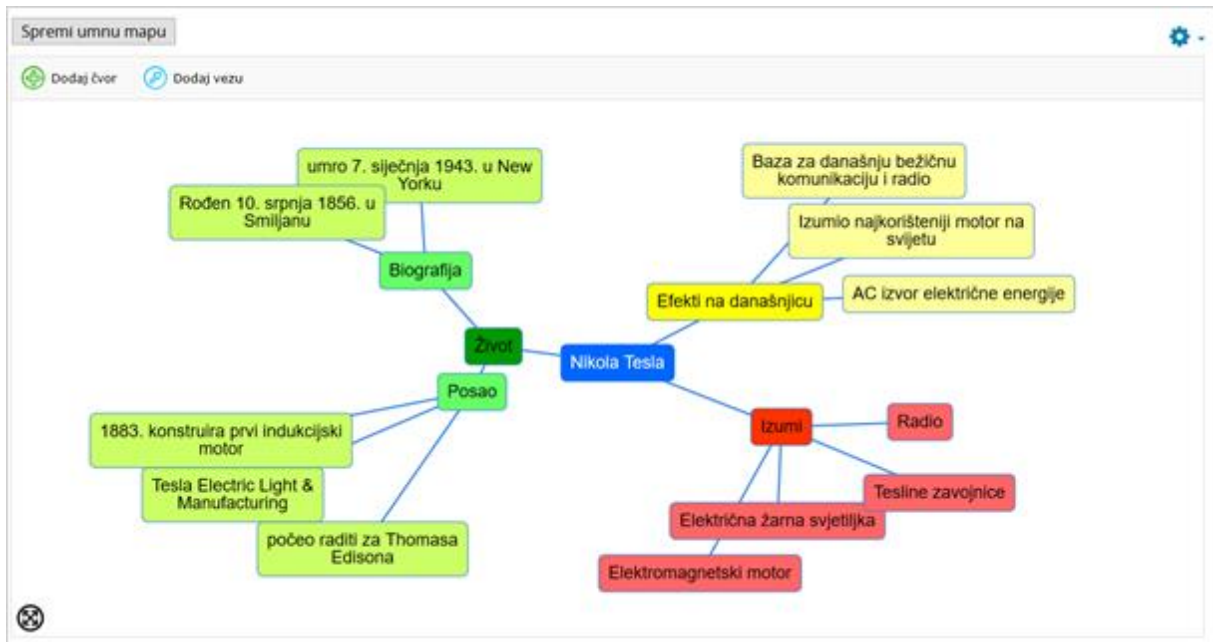 Spremi umnu mapu
Dodaj čvor
Dodaj vezu
umro 7. siječnja 1943. u New
Yorku
Rođen 10. srpnja 1856. u
Smiljanu
Biografija
Život
Posao
1883. konstruira prvi indukcijski
motor
Tesla Electric Light &
Manufacturing
počeo raditi za Thomasa
Edisona
Nikola Tesla
Baza za današnju bežičnu
komunikaciju i radio
Izumio najkorišteniji motor na
svijetu
AC izvor električne energije
Efekti na današnjicu
Izumi
Radio
Tesline zavojnice
Električna žarna svjetiljka
Elektromagnetski motor